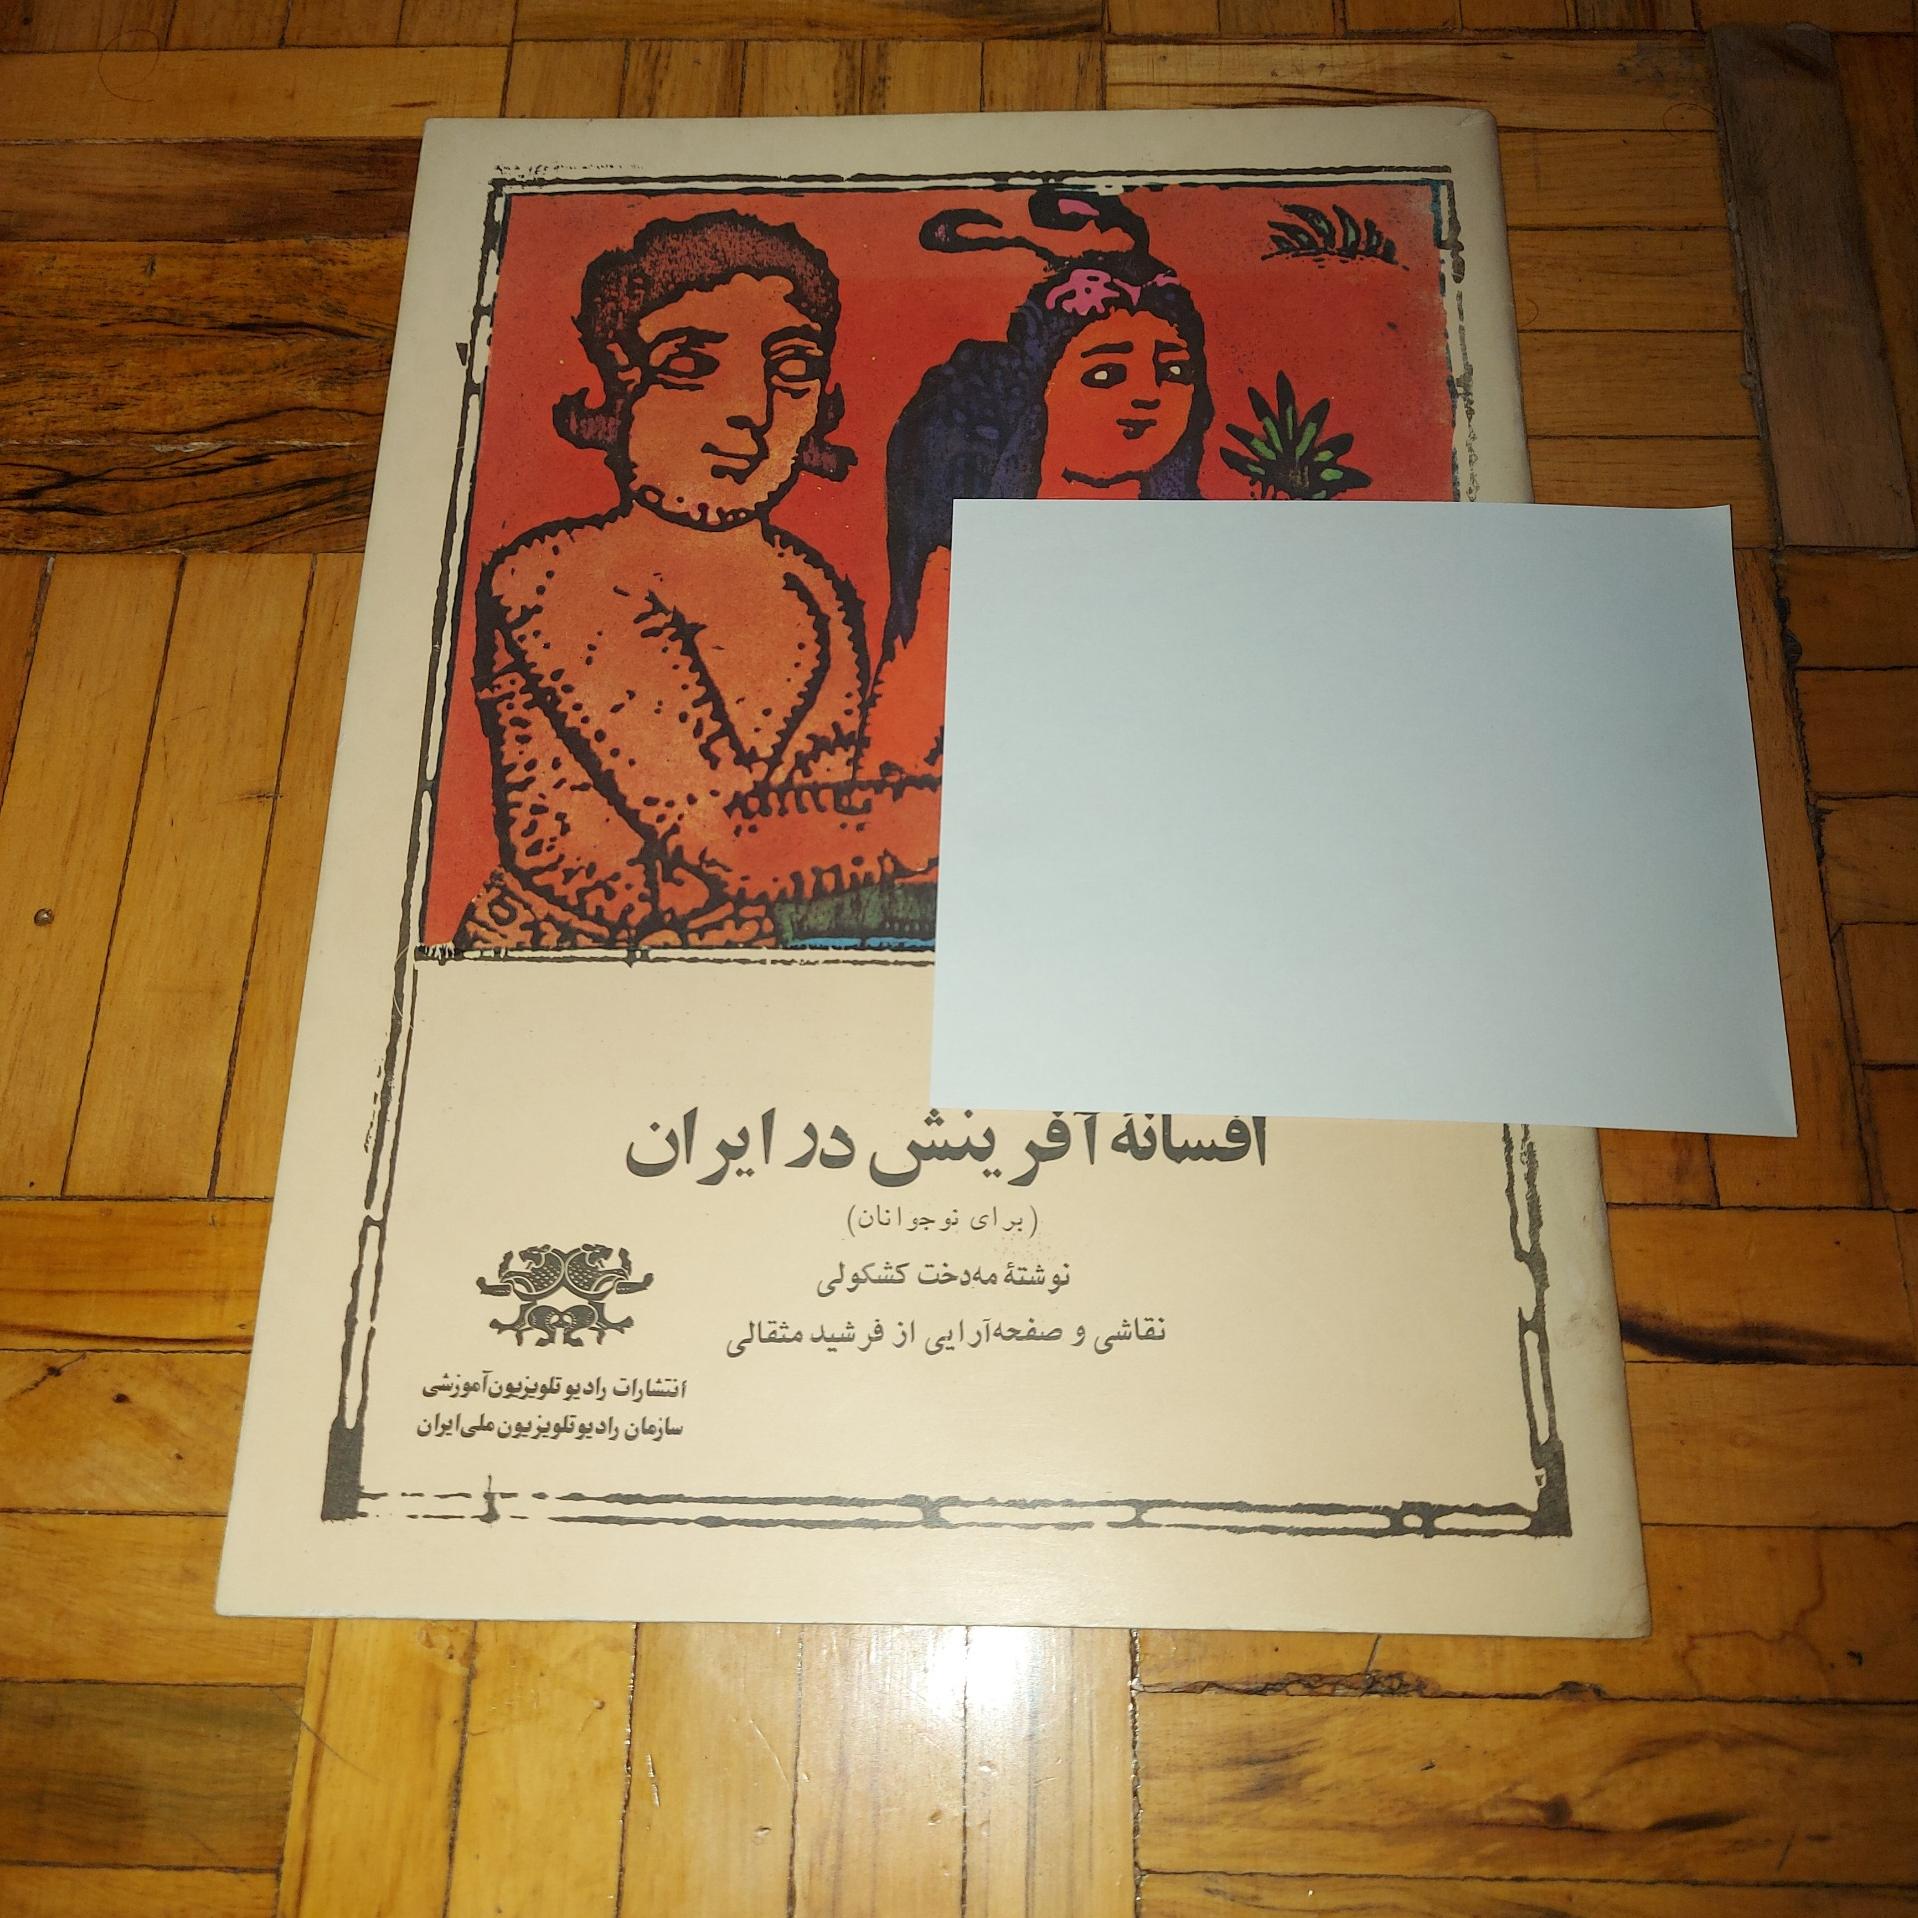 افسانهٔ آفرینش در ایران
(برای نوجوانان)
نوشتهٔ مه‌دخت کشکولی
نقاشی و صفحه‌آرایی از فرشید مثقالی
انتشارات رادیو تلویزیون آموزشی
سازمان رادیو تلویزیون ملی ایران